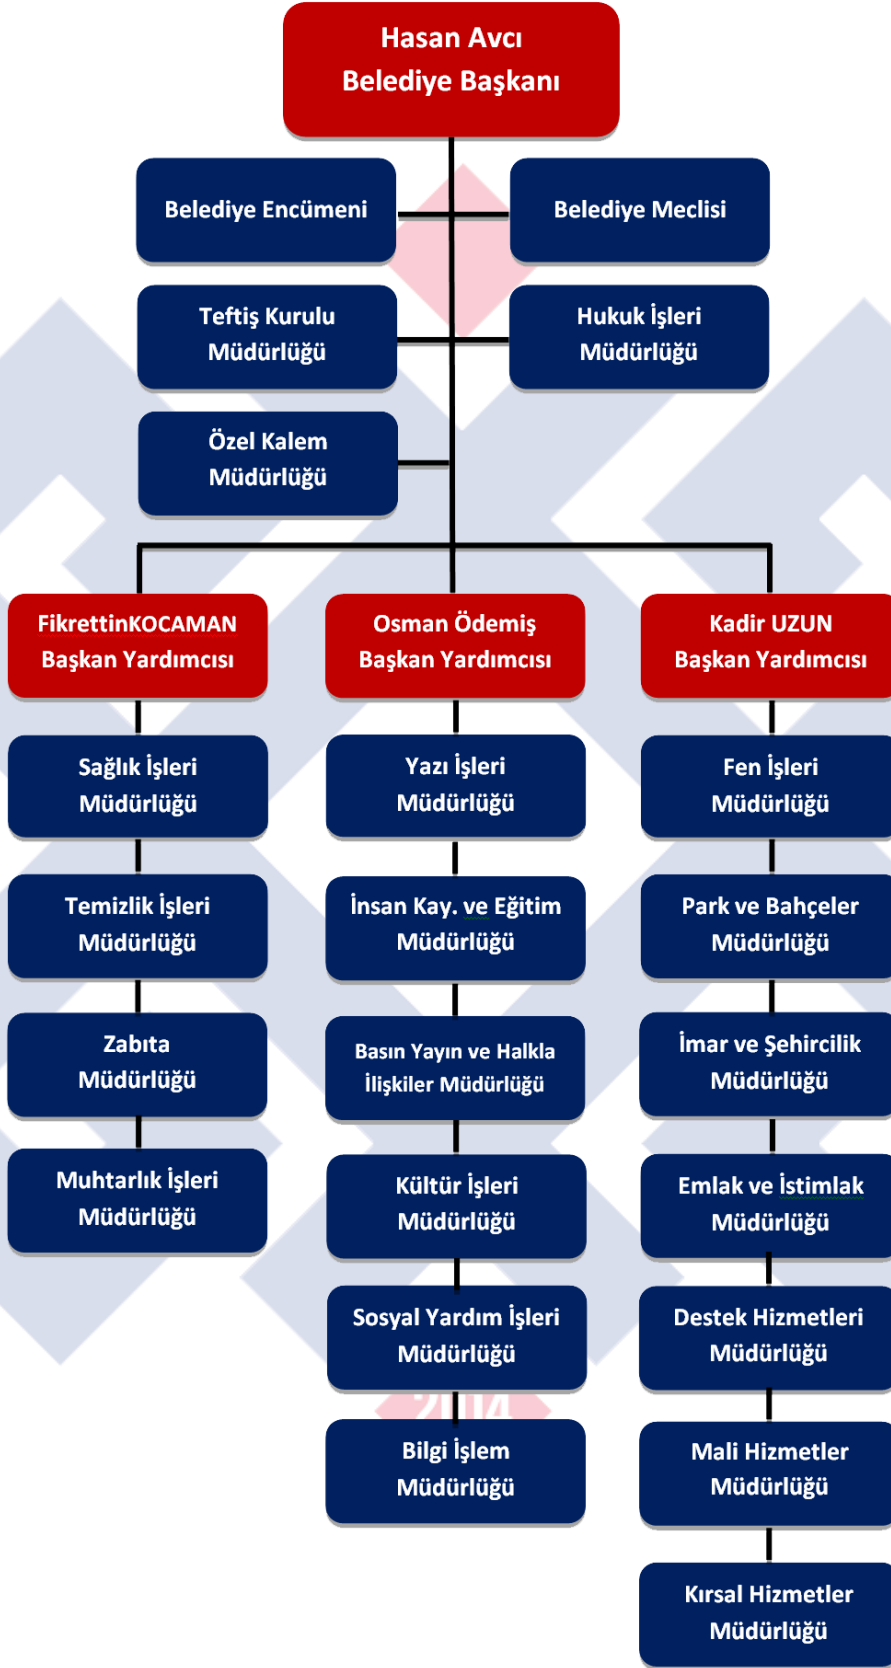 Hasan Avcı
Belediye Başkanı
Belediye Encümeni
Belediye Meclisi
Teftiş Kurulu
Müdürlüğü
Hukuk İşleri
Müdürlüğü
Özel Kalem
Müdürlüğü
FikrettinKOCAMAN
Başkan Yardımcısı
Osman Ödemiş
Başkan Yardımcısı
Kadir UZUN
Başkan Yardımcısı
Sağlık İşleri
Müdürlüğü
Temizlik İşleri
Müdürlüğü
Zabıta
Müdürlüğü
Muhtarlık İşleri
Müdürlüğü
Yazı İşleri
Müdürlüğü
İnsan Kay. ve Eğitim
Müdürlüğü
Basın Yayın ve Halkla
İlişkiler Müdürlüğü
Kültür İşleri
Müdürlüğü
Sosyal Yardım İşleri
Müdürlüğü
2014
Bilgi İşlem
Müdürlüğü
Fen İşleri
Müdürlüğü
Park ve Bahçeler
Müdürlüğü
İmar ve Şehircilik
Müdürlüğü
Emlak ve İstimlak
Müdürlüğü
Destek Hizmetleri
Müdürlüğü
Mali Hizmetler
Müdürlüğü
Kırsal Hizmetler
Müdürlüğü